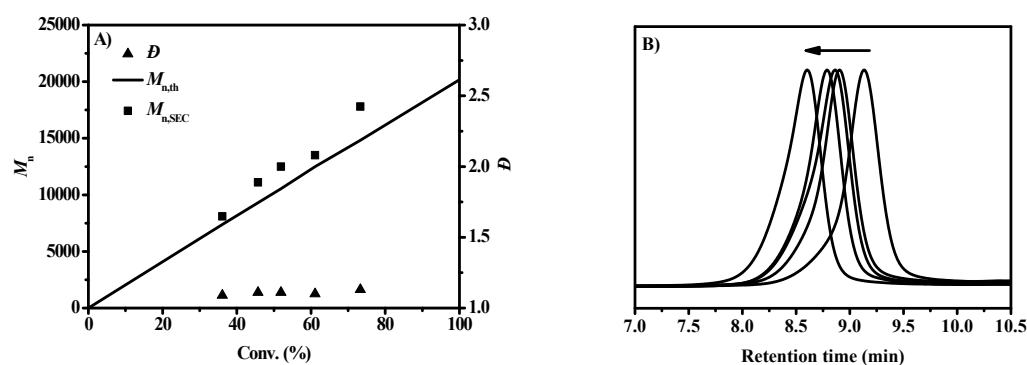 A)
Đ
Mn,th
Mn,SEC
25000
20000
15000
10000
5000
0
Mn
3.0
2.5
2.0
1.5
1.0
Đ
0 20 40 60 80 100
Conv. (%)
B)
7.0 7.5 8.0 8.5 9.0 9.5 10.0 10.5
Retention time (min)